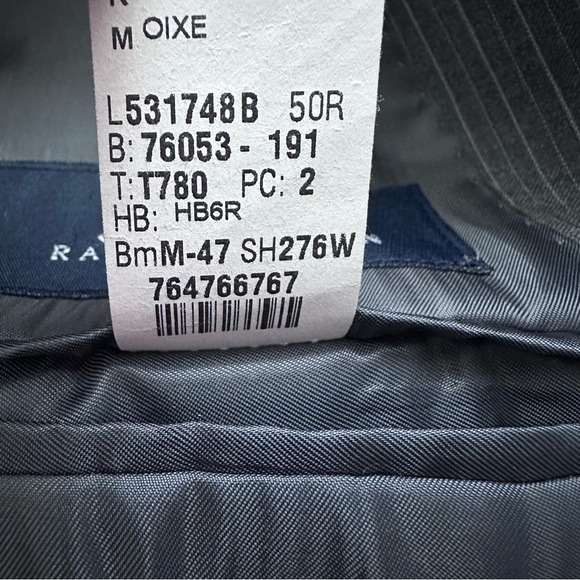 M OIXE
L531748B 50R
B: 76053 - 191
T: T780 PC: 2
HB: HB6R
BmM-47 SH276W
764766767